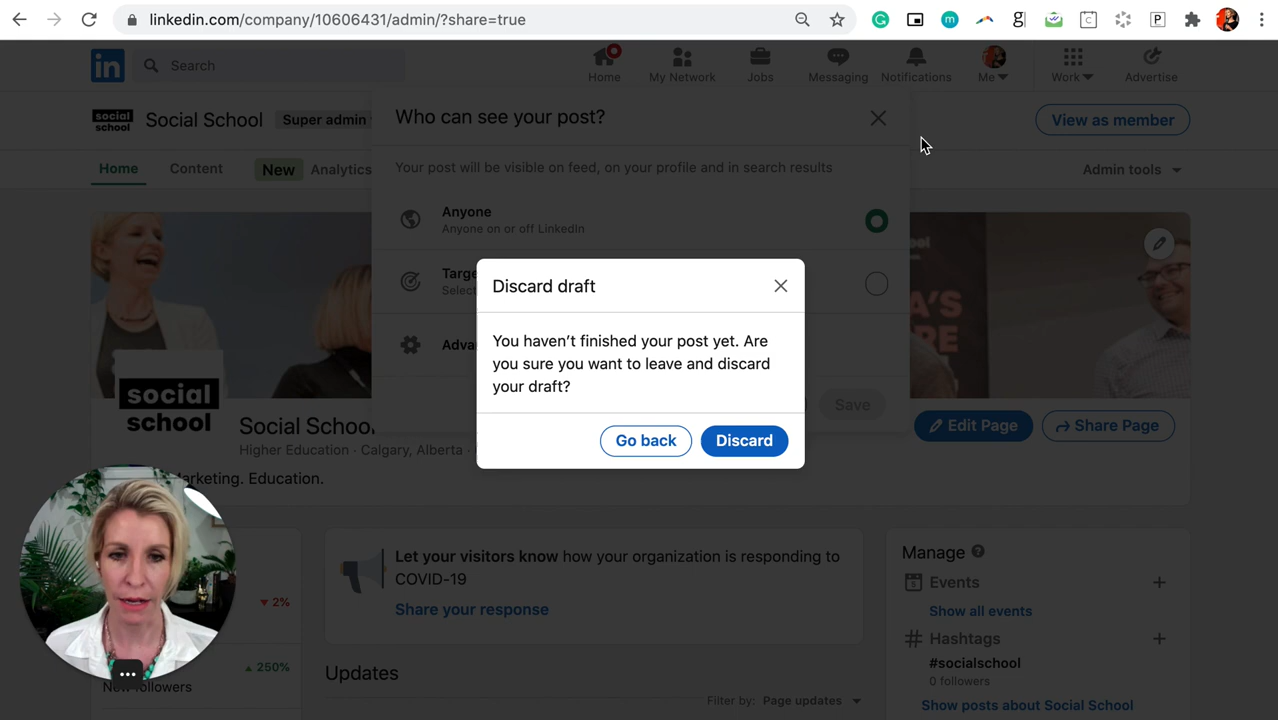 linkedin.com/company/10606431/admin/?share=true
in
Search
Home
My Network
Jobs
Messaging
Notifications
Me
Work
Advertise
social
school
Social School
Super admin
View as member
Home
Content
New
Analytics
Admin tools
Who can see your post?
Your post will be visible on feed, on your profile and in search results
Anyone
Anyone on or off LinkedIn
Save
Discard draft
You haven't finished your post yet. Are
you sure you want to leave and discard
your draft?
Go back
Discard
social
school
Social School
Higher Education · Calgary, Alberta ·
Marketing. Education.
Edit Page
Share Page
2%
250%
New followers
Let your visitors know how your organization is responding to
COVID-19
Share your response
Updates
Filter by: Page updates
Manage
Events
Show all events
Hashtags
#socialschool
0 followers
Show posts about Social School